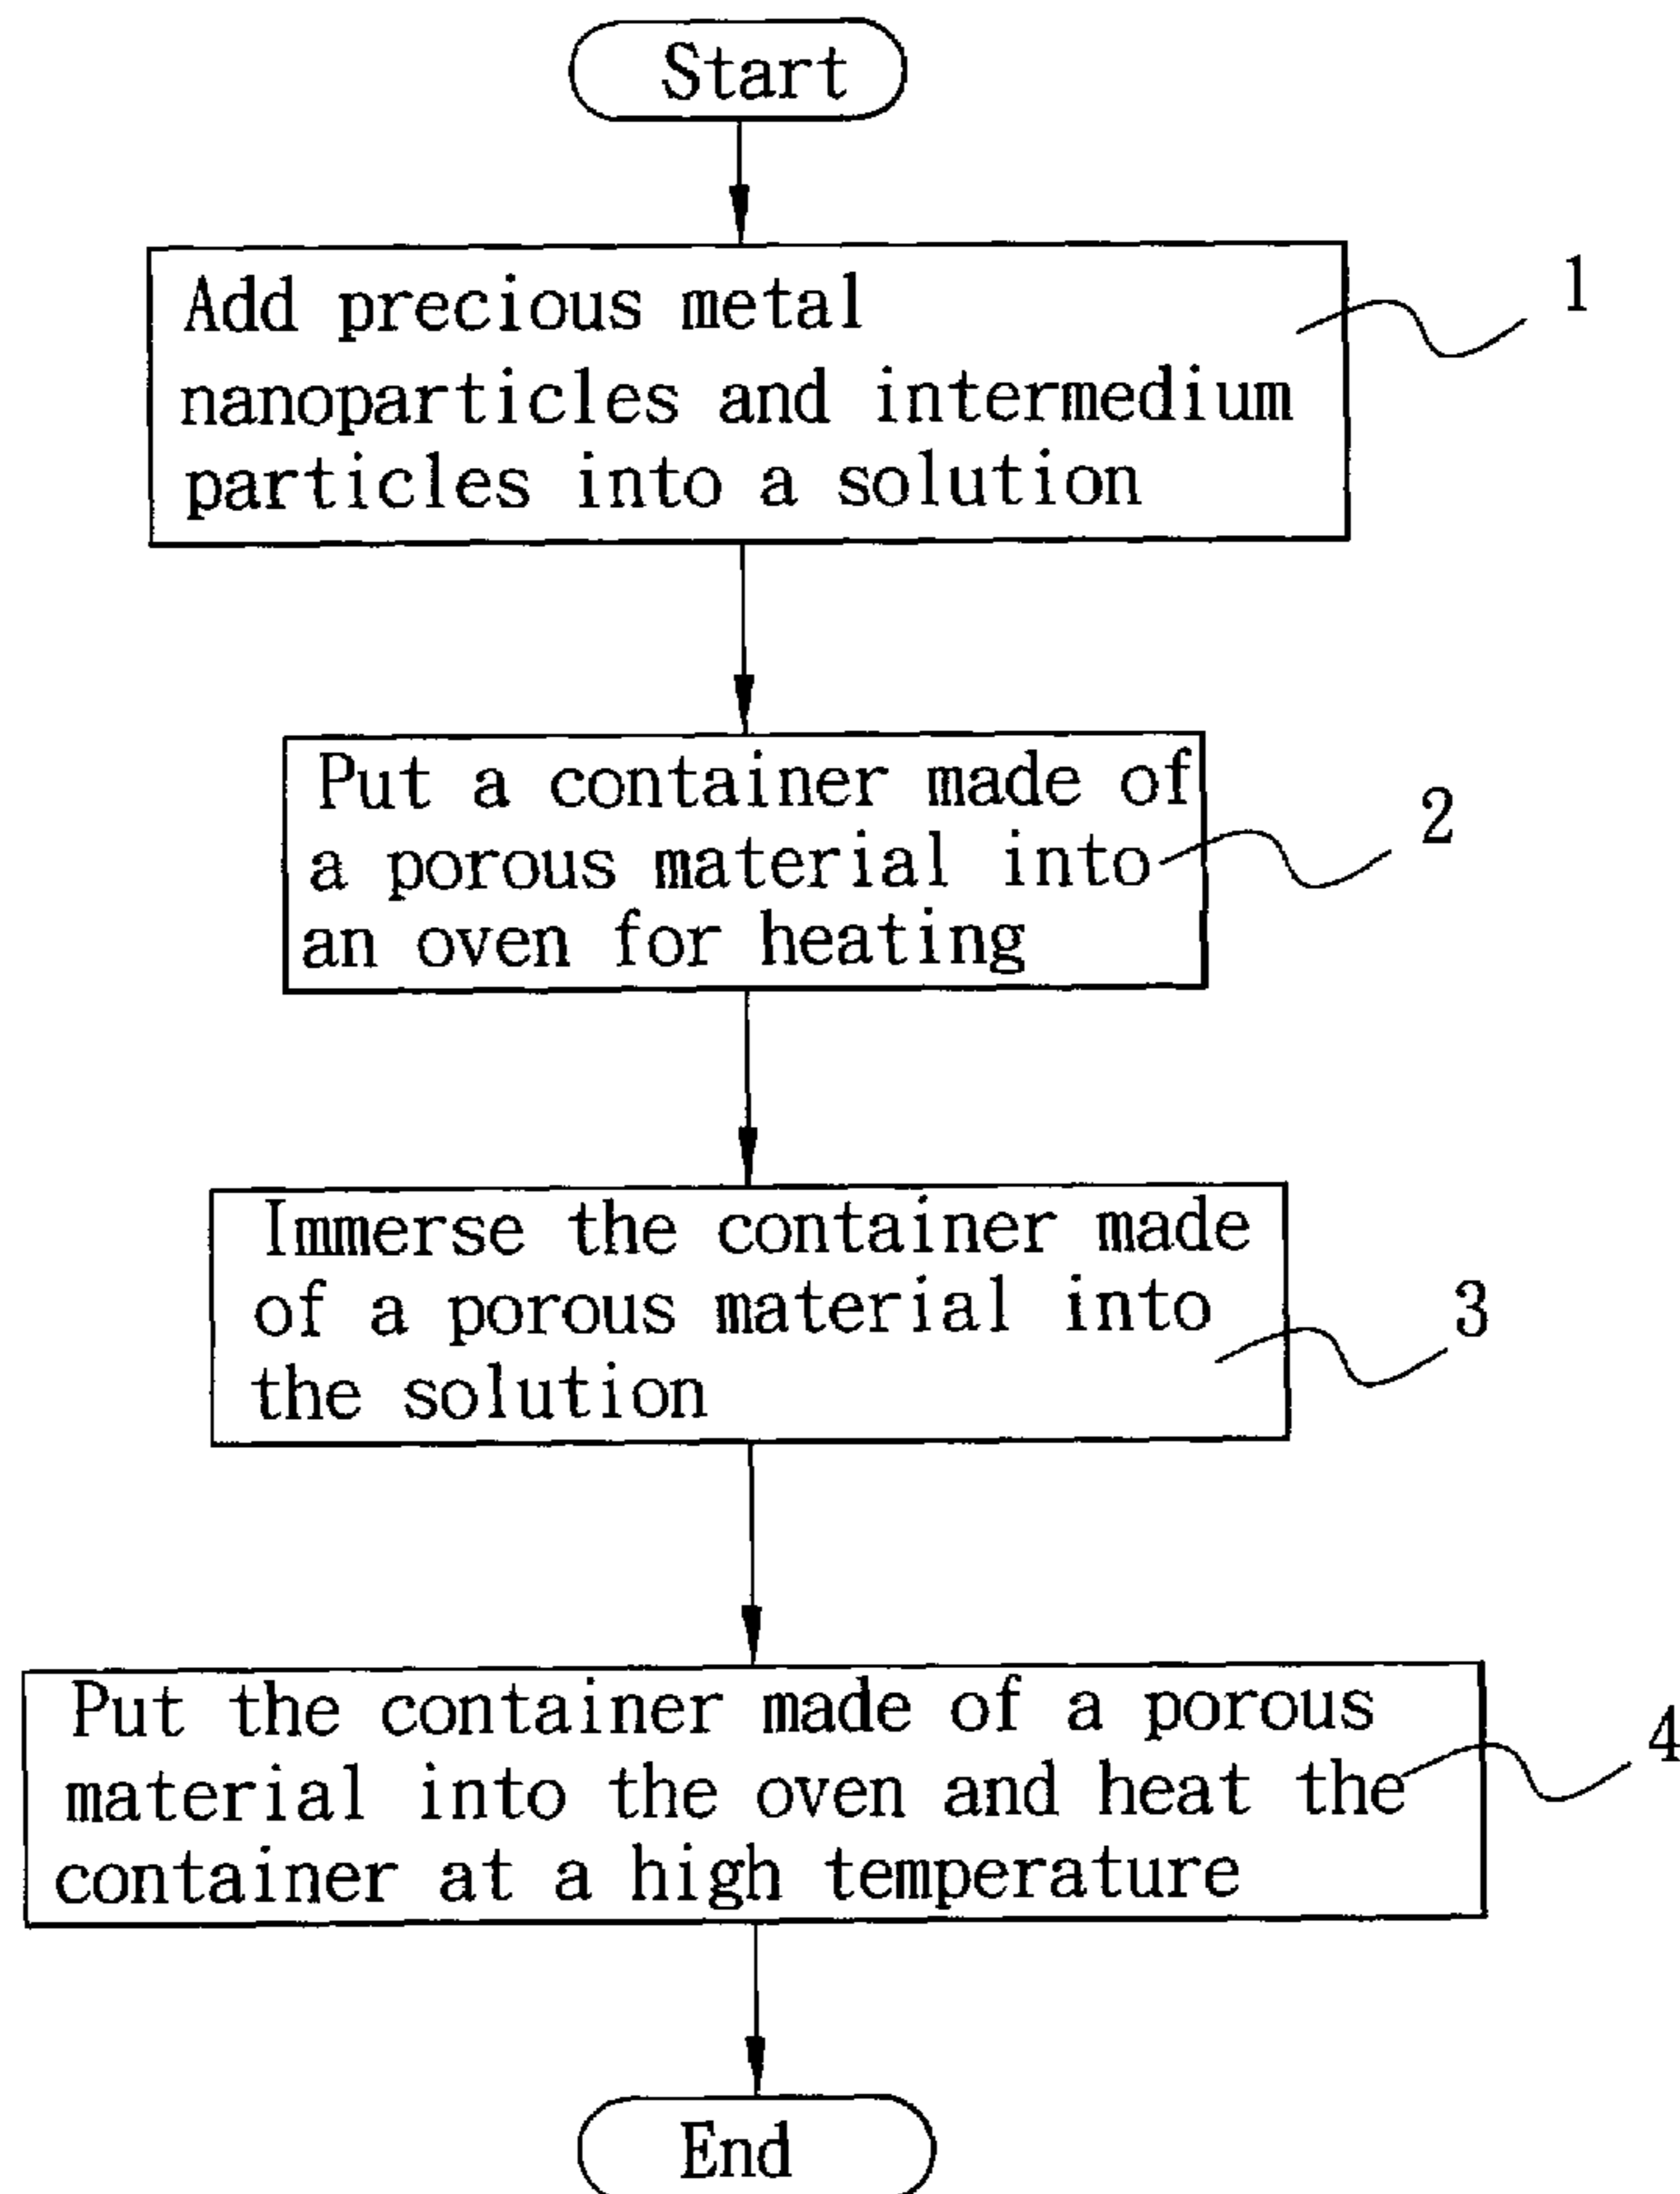 Start
Add precious metal
nanoparticles and intermedium
particles into a solution
1
Put a container made of
a porous material into
an oven for heating
2
Immerse the container made
of a porous material into
the solution
3
Put the container made of a porous
material into the oven and heat the
container at a high temperature
4
End